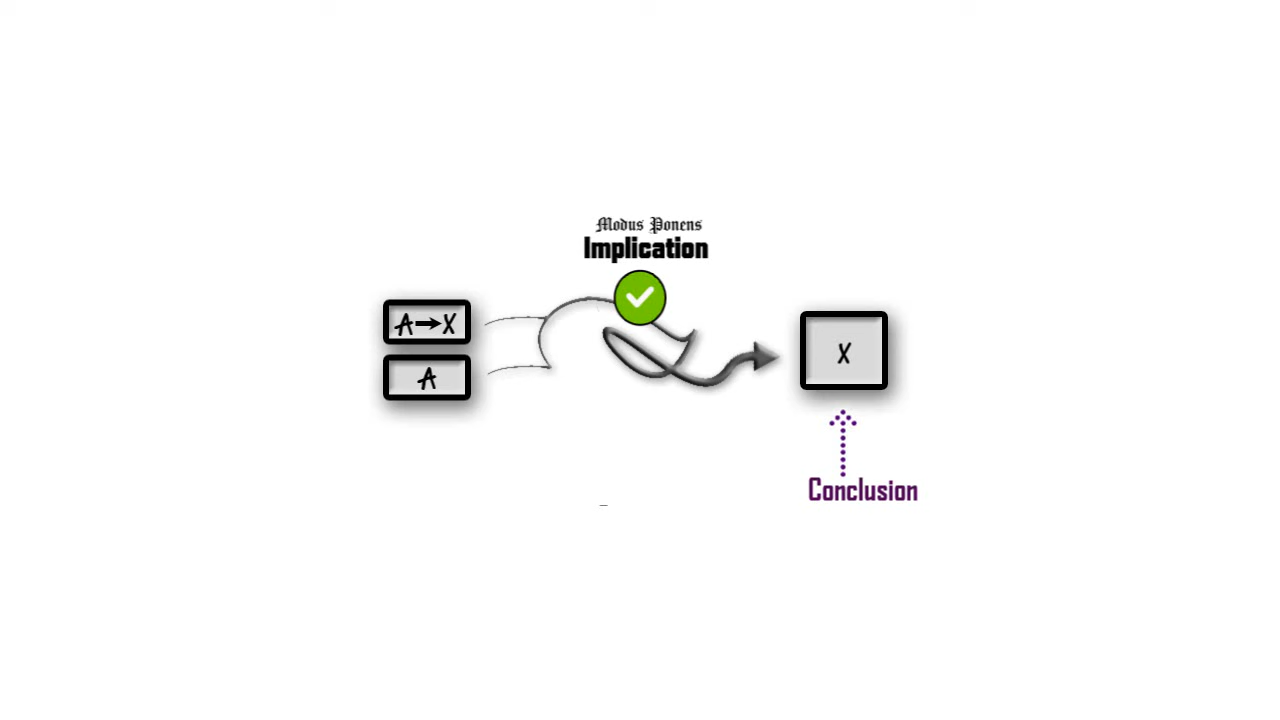 Modus Ponens
Implication
A→X
A
X
Conclusion